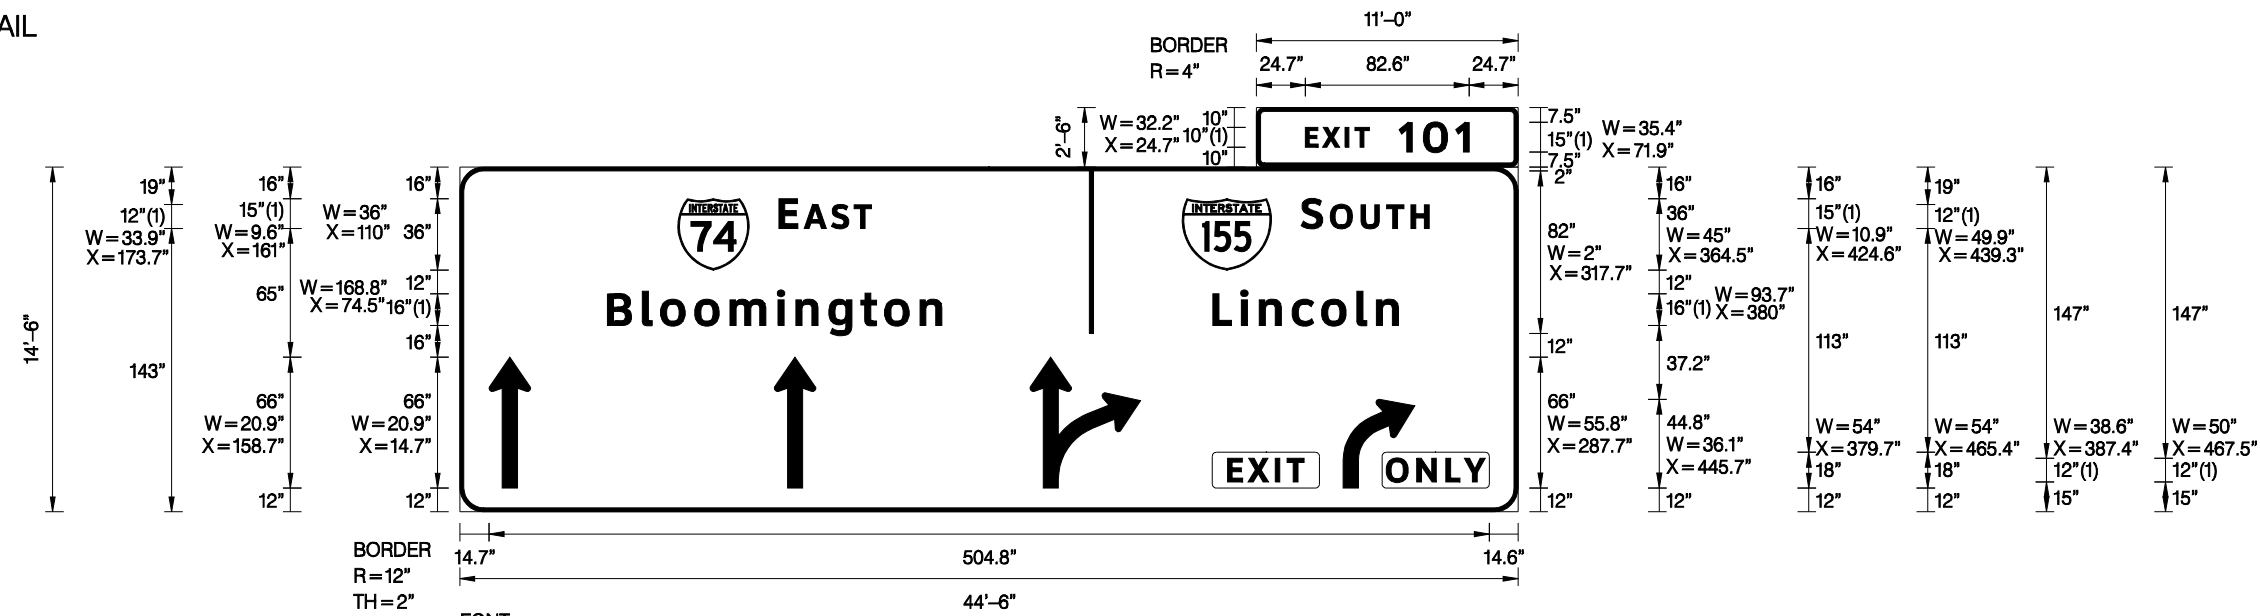 AIL
11'–0"
BORDER
R=4"
24.7" 82.6" 24.7"
2'–6"
W=32.2"
X=24.7"
10"
10"(1)
10"
EXIT 101
7.5"
15"(1)
7.5"
W=35.4"
X=71.9"
14'–6"
19"
12"(1)
W=33.9"
X=173.7"
143"
16"
15"(1)
W=9.6"
X=161"
65"
66"
W=20.9"
X=158.7"
12"
16"
W=36"
X=110" 36"
12"
W=168.8"
X=74.5" 16"(1)
16"
66"
W=20.9"
X=14.7"
12"
INTERSTATE
74
EAST
Bloomington
INTERSTATE
155
SOUTH
Lincoln
EXIT ONLY
2"
82"
W=2"
X=317.7"
12"
66"
W=55.8"
X=287.7"
12"
16"
36"
W=45"
X=364.5"
12"
16"(1)
W=93.7"
X=380"
37.2"
44.8"
W=36.1"
X=445.7"
12"
16"
15"(1)
W=10.9"
X=424.6"
113"
W=54"
X=379.7"
18"
12"
19"
12"(1)
W=49.9"
X=439.3"
113"
W=54"
X=465.4"
18"
12"
147"
W=38.6"
X=387.4"
12"(1)
15"
147"
W=50"
X=467.5"
12"(1)
15"
BORDER
R=12"
TH=2"
14.7" 504.8" 14.6"
44'–6"